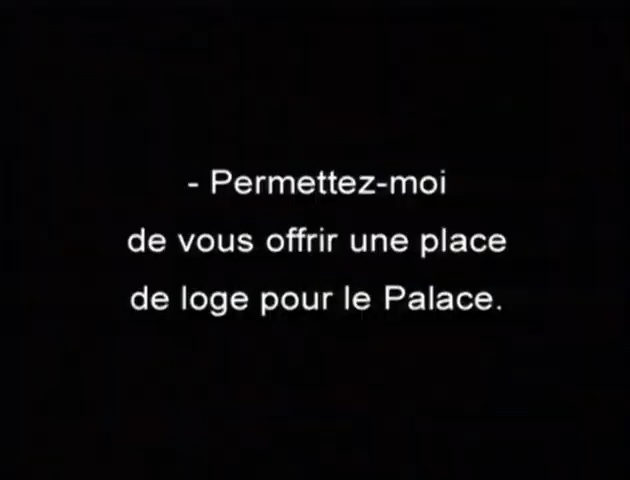 - Permettez-moi
de vous offrir une place
de loge pour le Palace.